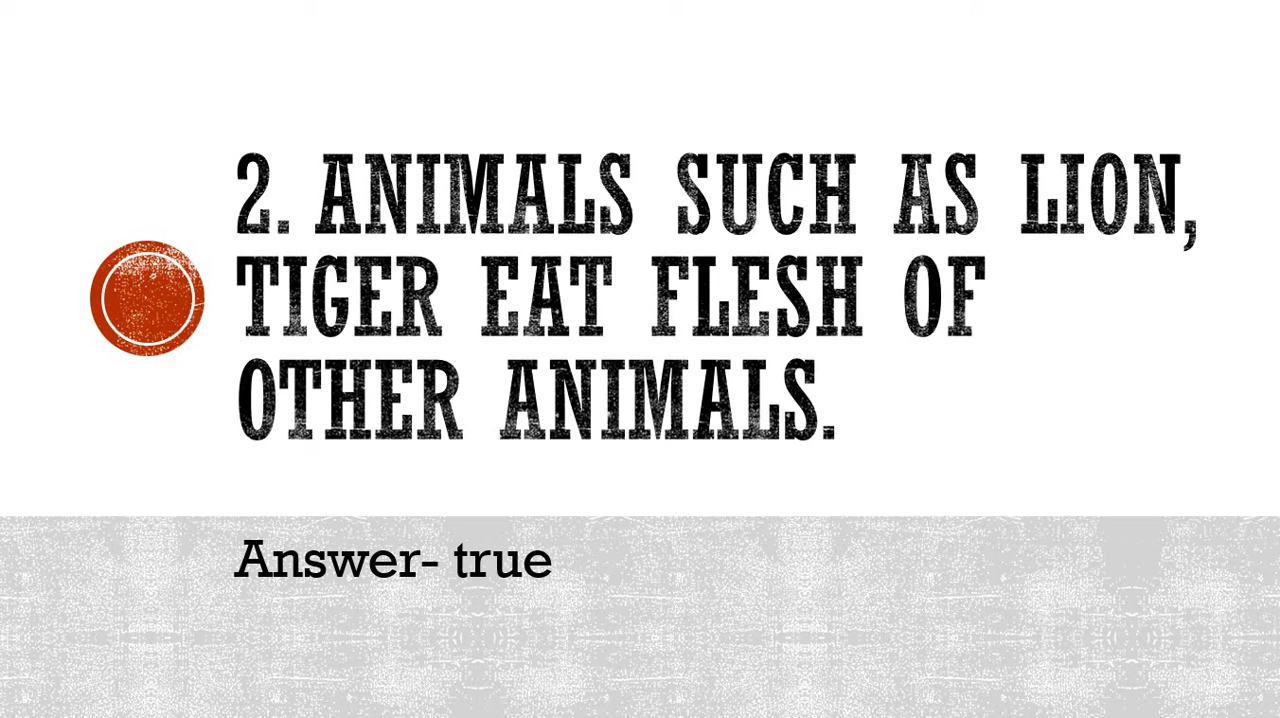 2. ANIMALS SUCH AS LION,
TIGER EAT FLESH OF
OTHER ANIMALS.
Answer- true